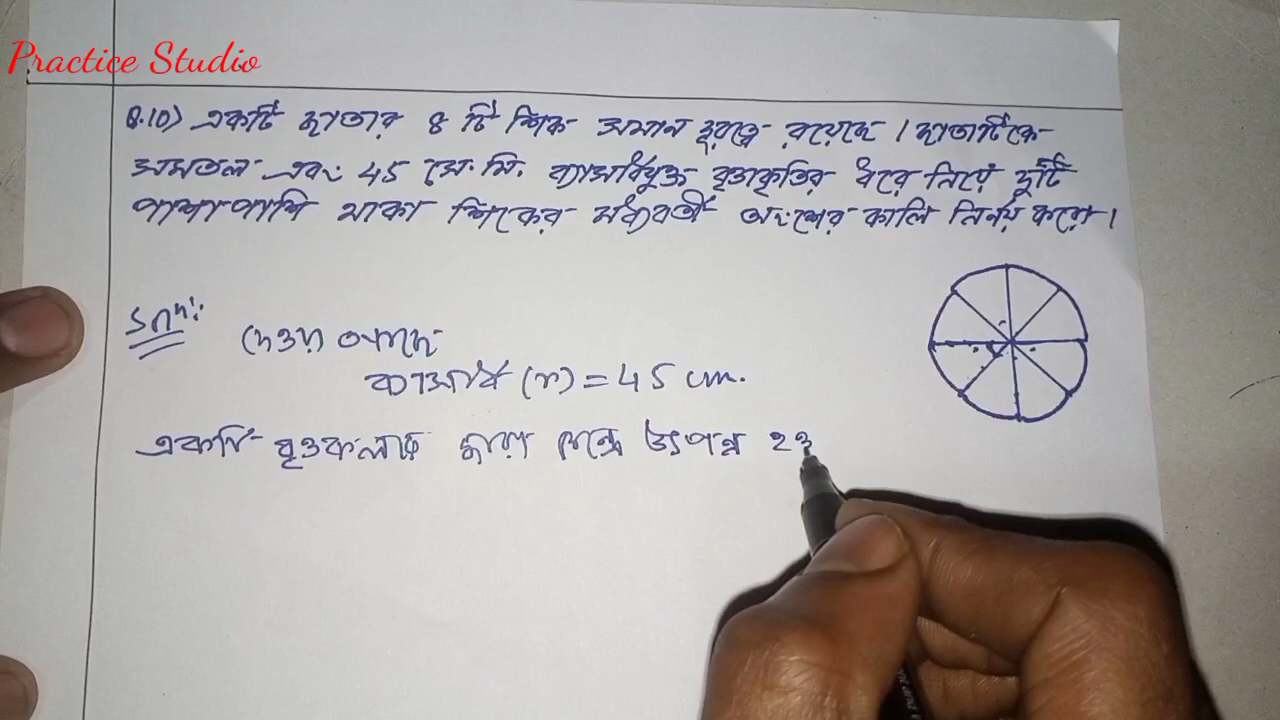 Practice Studio
Q.10) একটি ছাতার ৪ টি শিক সমান দূরত্বে রয়েছে । ছাতাটিকে
সমতল এবং 45 সে.মি. ব্যাসার্ধযুক্ত বৃত্তাকৃতির ধরে নিয়ে দুটি
পাশাপাশি থাকা শিকের মধ্যবর্তী অংশের কালি নির্ণয় করো ।
Solⁿ:
দেওয়া আছে
ব্যাসার্ধ (r) = 45 cm.
একটি বৃত্তকলার দ্বারা কেন্দ্রে উৎপন্ন হও